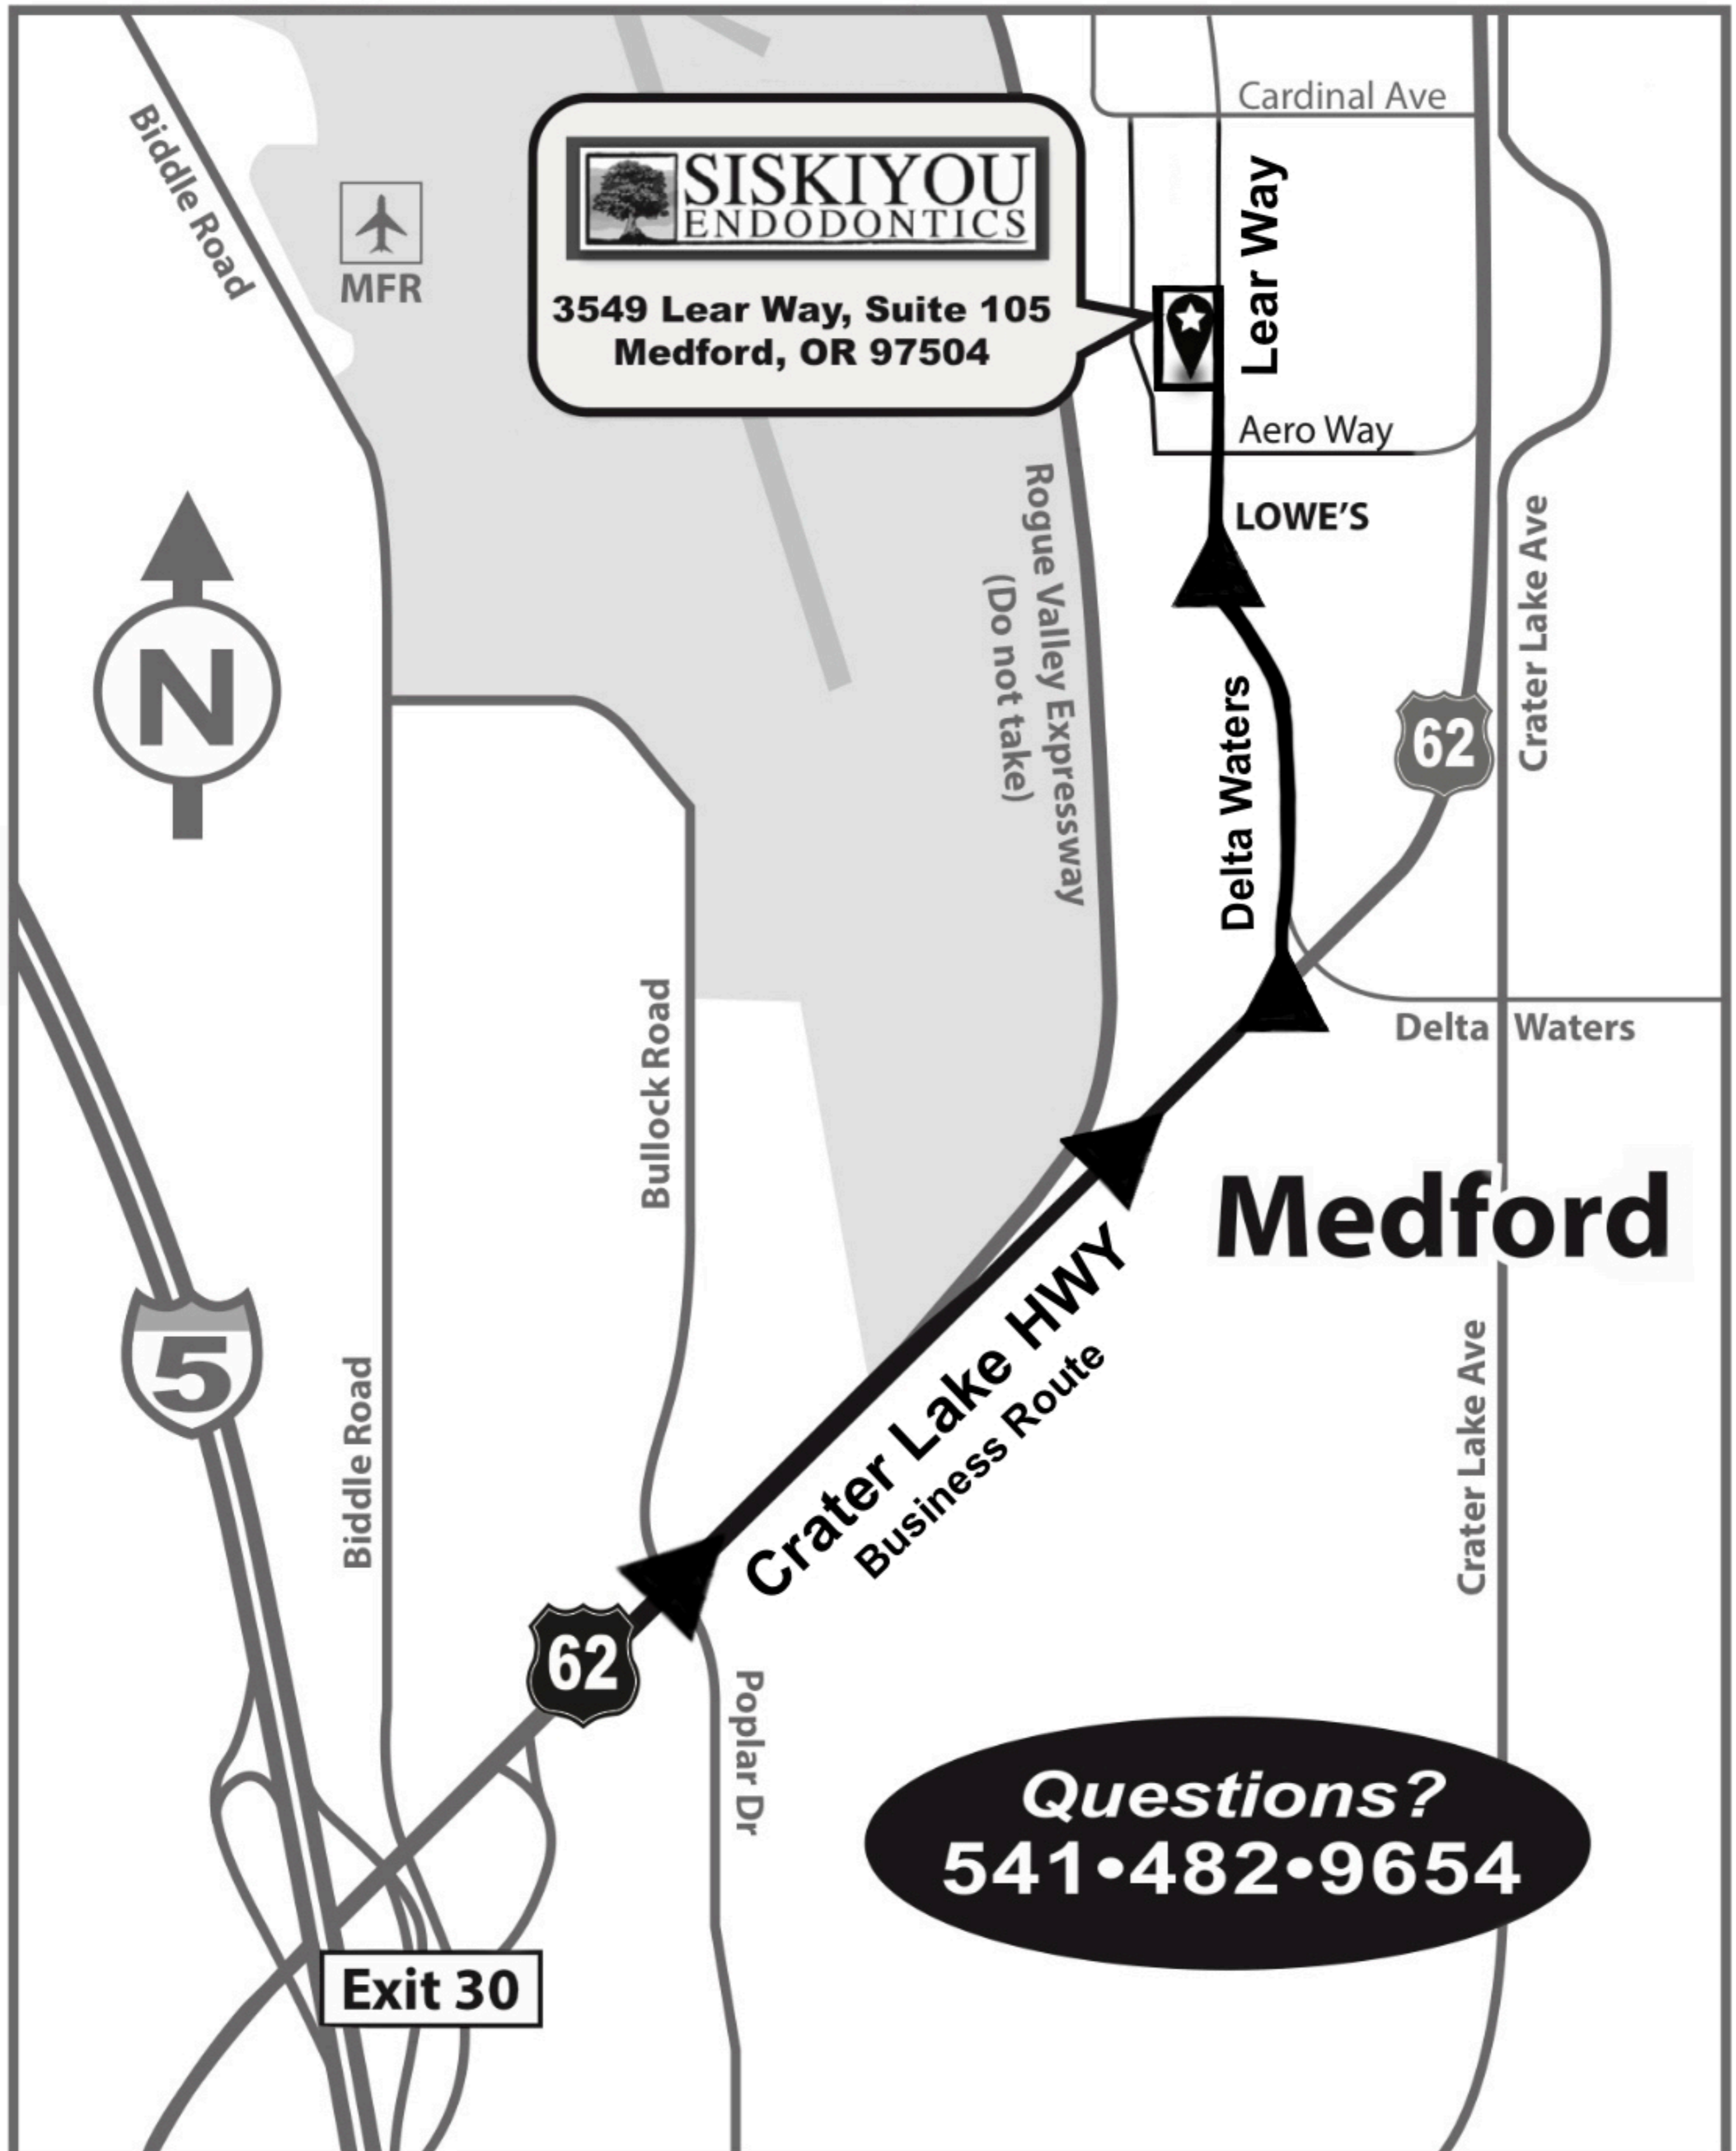 Cardinal Ave
Biddle Road
SISKIYOU
ENDODONTICS
3549 Lear Way, Suite 105
Medford, OR 97504
MFR
Lear Way
Aero Way
LOWE'S
Rogue Valley Expressway
(Do not take)
Crater Lake Ave
N
Delta Waters
62
Bullock Road
Delta Waters
Medford
5
Biddle Road
Crater Lake HWY
Business Route
Crater Lake Ave
62
Poplar Dr
Questions?
541•482•9654
Exit 30